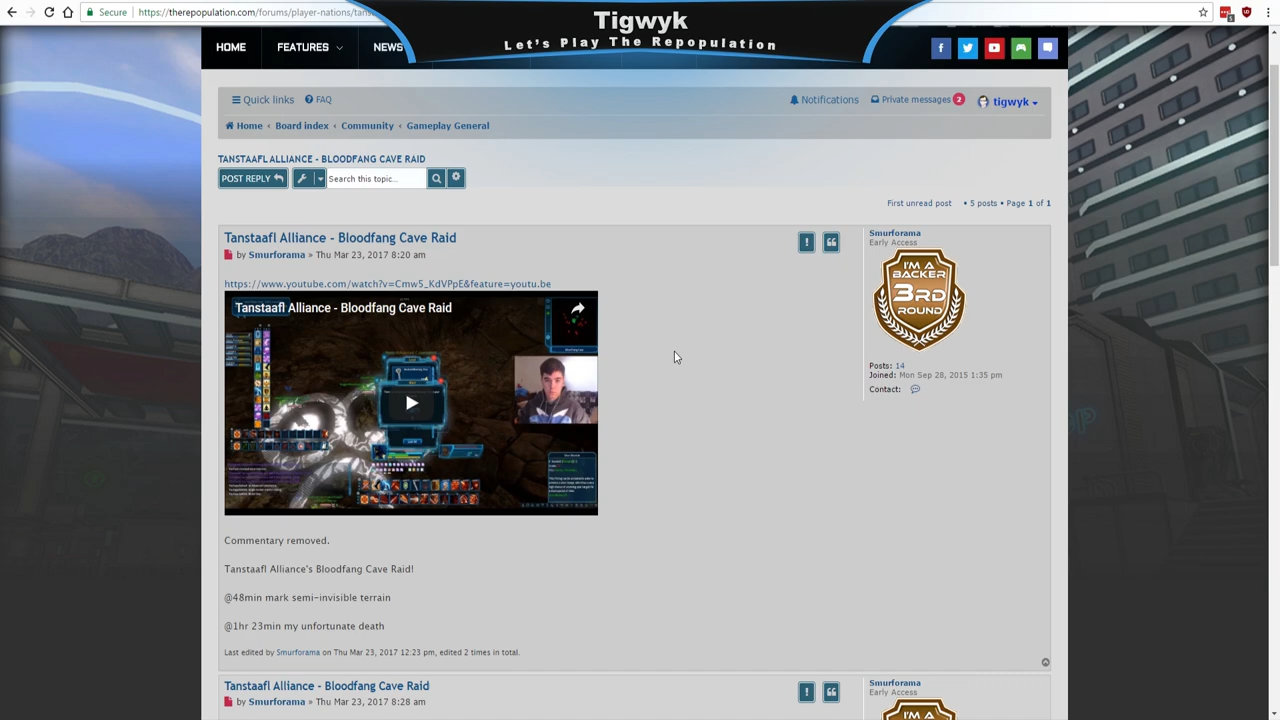 Secure https://therepopulation.com/forums/player-nations/tans
Tigwyk
Let's Play The Repopulation
HOME FEATURES NEWS
Quick links FAQ Notifications Private messages 2 tigwyk
Home ‹ Board index ‹ Community ‹ Gameplay General
TANSTAAFL ALLIANCE - BLOODFANG CAVE RAID
POST REPLY Search this topic...
First unread post • 5 posts • Page 1 of 1
Tanstaafl Alliance - Bloodfang Cave Raid
by Smurforama » Thu Mar 23, 2017 8:20 am
Smurforama
Early Access
I'M A
BACKER
3RD
ROUND
Posts: 14
Joined: Mon Sep 28, 2015 1:35 pm
Contact:
https://www.youtube.com/watch?v=Cmw5_KdVPpE&feature=youtu.be
Tanstaafl Alliance - Bloodfang Cave Raid
Commentary removed.
Tanstaafl Alliance's Bloodfang Cave Raid!
@48min mark semi-invisible terrain
@1hr 23min my unfortunate death
Last edited by Smurforama on Thu Mar 23, 2017 12:23 pm, edited 2 times in total.
Tanstaafl Alliance - Bloodfang Cave Raid
by Smurforama » Thu Mar 23, 2017 8:28 am
Smurforama
Early Access
I'M A